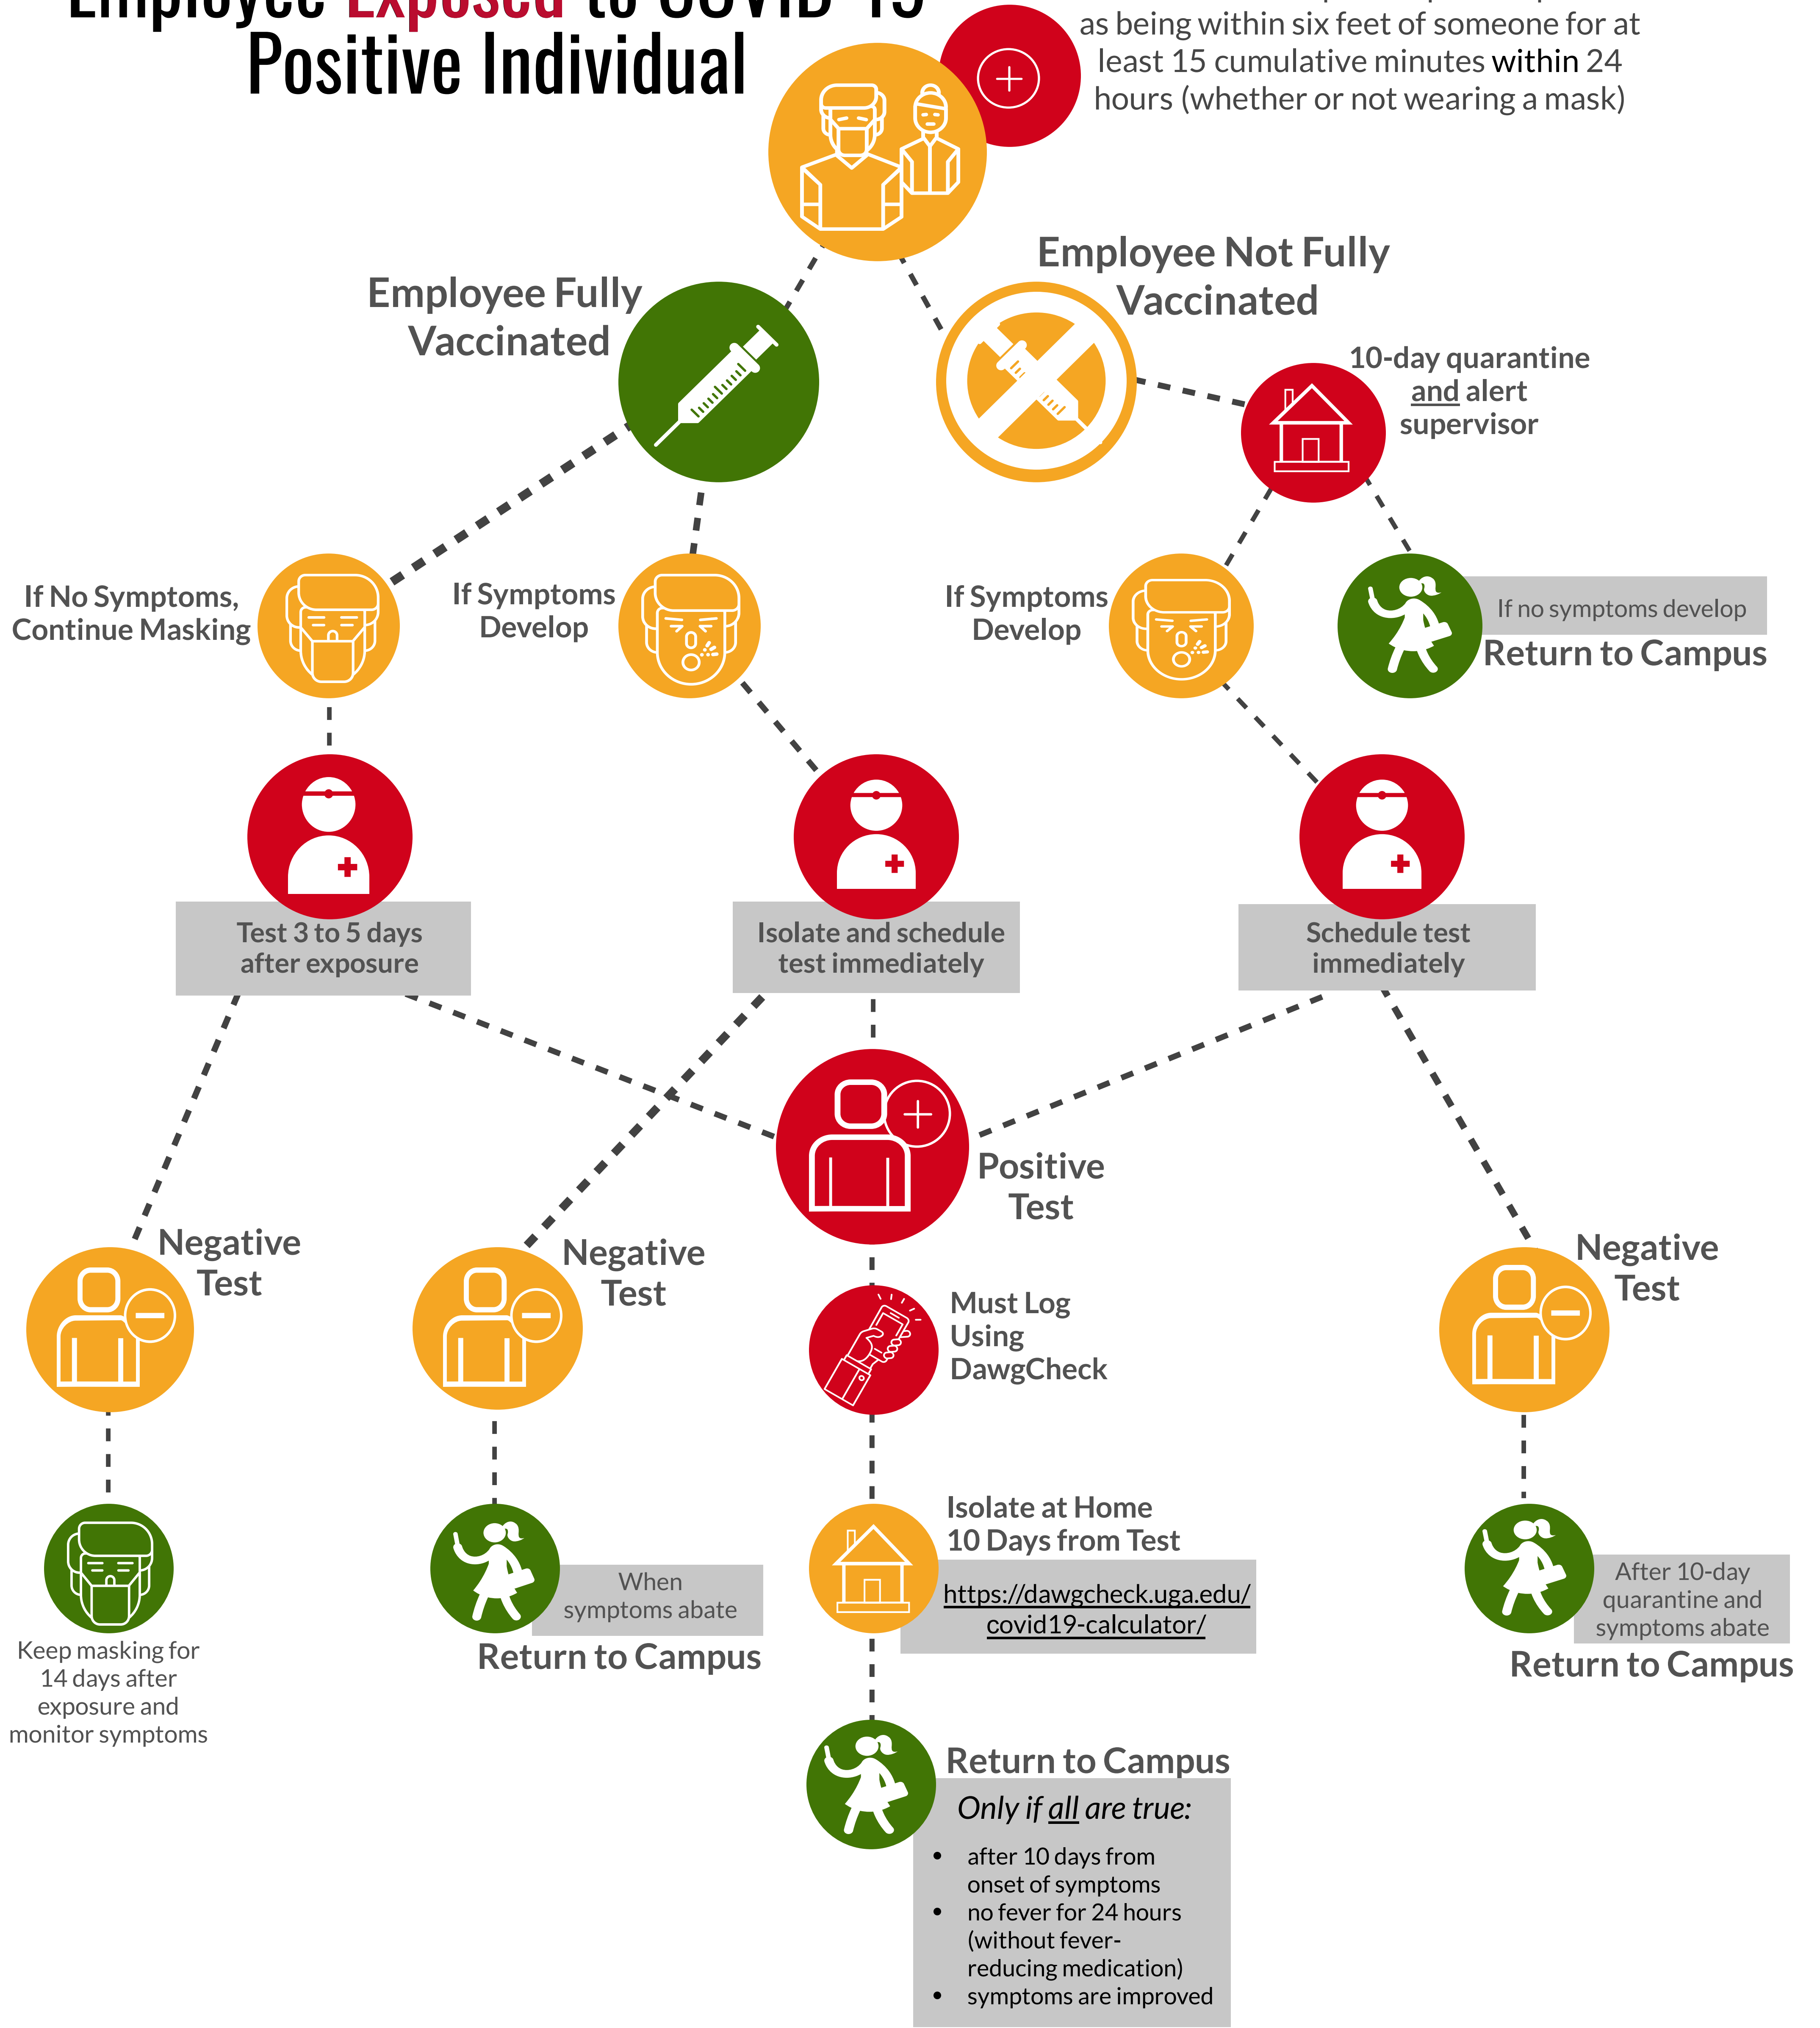 Employee Exposed to COVID-19
Positive Individual
as being within six feet of someone for at
least 15 cumulative minutes within 24
hours (whether or not wearing a mask)
Employee Fully
Vaccinated
Employee Not Fully
Vaccinated
10-day quarantine
and alert
supervisor
If No Symptoms,
Continue Masking
If Symptoms
Develop
If Symptoms
Develop
If no symptoms develop
Return to Campus
Test 3 to 5 days
after exposure
Isolate and schedule
test immediately
Schedule test
immediately
Positive
Test
Negative
Test
Negative
Test
Negative
Test
Must Log
Using
DawgCheck
Isolate at Home
10 Days from Test
https://dawgcheck.uga.edu/
covid19-calculator/
Keep masking for
14 days after
exposure and
monitor symptoms
When
symptoms abate
Return to Campus
After 10-day
quarantine and
symptoms abate
Return to Campus
Return to Campus
Only if all are true:
• after 10 days from
onset of symptoms
• no fever for 24 hours
(without fever-
reducing medication)
• symptoms are improved